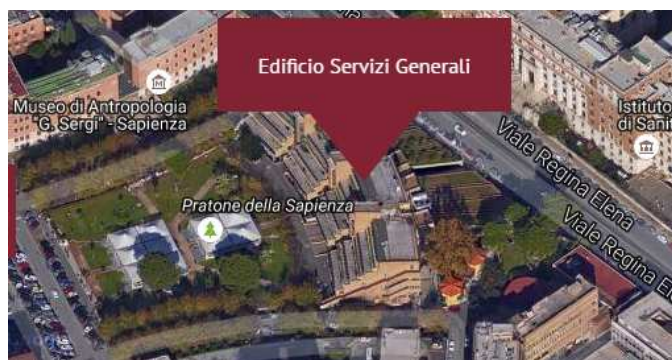 Edificio Servizi Generali
Museo di Antropologia
"G. Sergi" - Sapienza
Istituto
di Sanit
Viale Regina Elena
Pratone della Sapienza
Viale Regina El